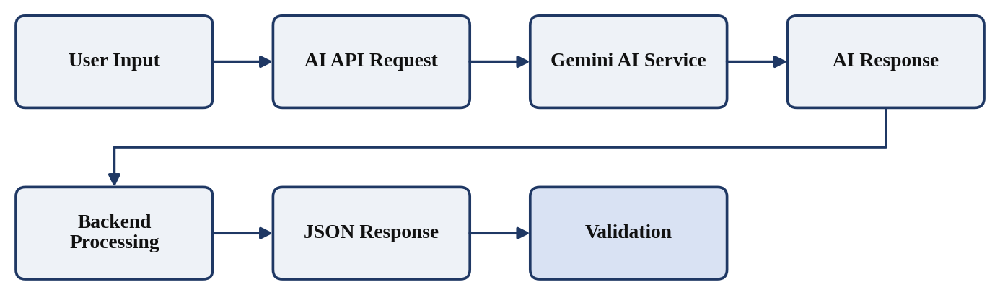 User Input
AI API Request
Gemini AI Service
AI Response
Backend
Processing
JSON Response
Validation